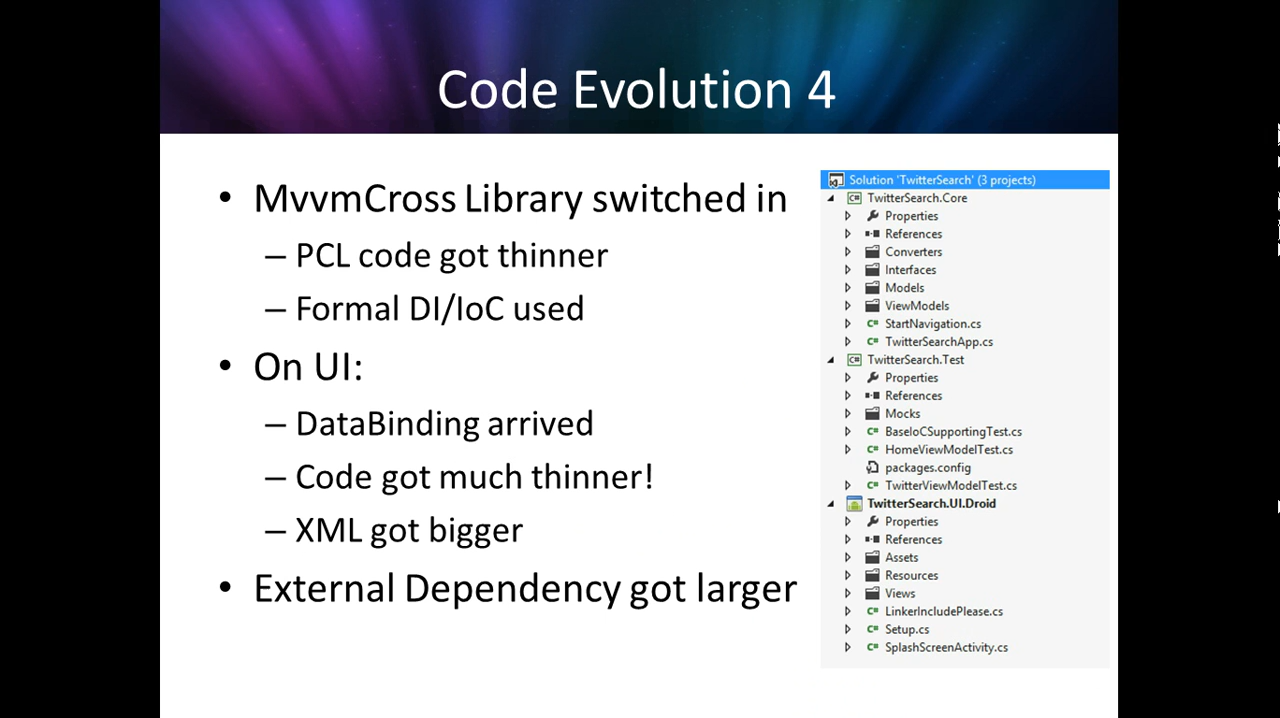 Code Evolution 4
• MvvmCross Library switched in
– PCL code got thinner
– Formal DI/IoC used
• On UI:
– DataBinding arrived
– Code got much thinner!
– XML got bigger
• External Dependency got larger
Solution 'TwitterSearch' (3 projects)
TwitterSearch.Core
Properties
References
Converters
Interfaces
Models
ViewModels
StartNavigation.cs
TwitterSearchApp.cs
TwitterSearch.Test
Properties
References
Mocks
BaseIoCSupportingTest.cs
HomeViewModelTest.cs
packages.config
TwitterViewModelTest.cs
TwitterSearch.UI.Droid
Properties
References
Assets
Resources
Views
LinkerIncludePlease.cs
Setup.cs
SplashScreenActivity.cs